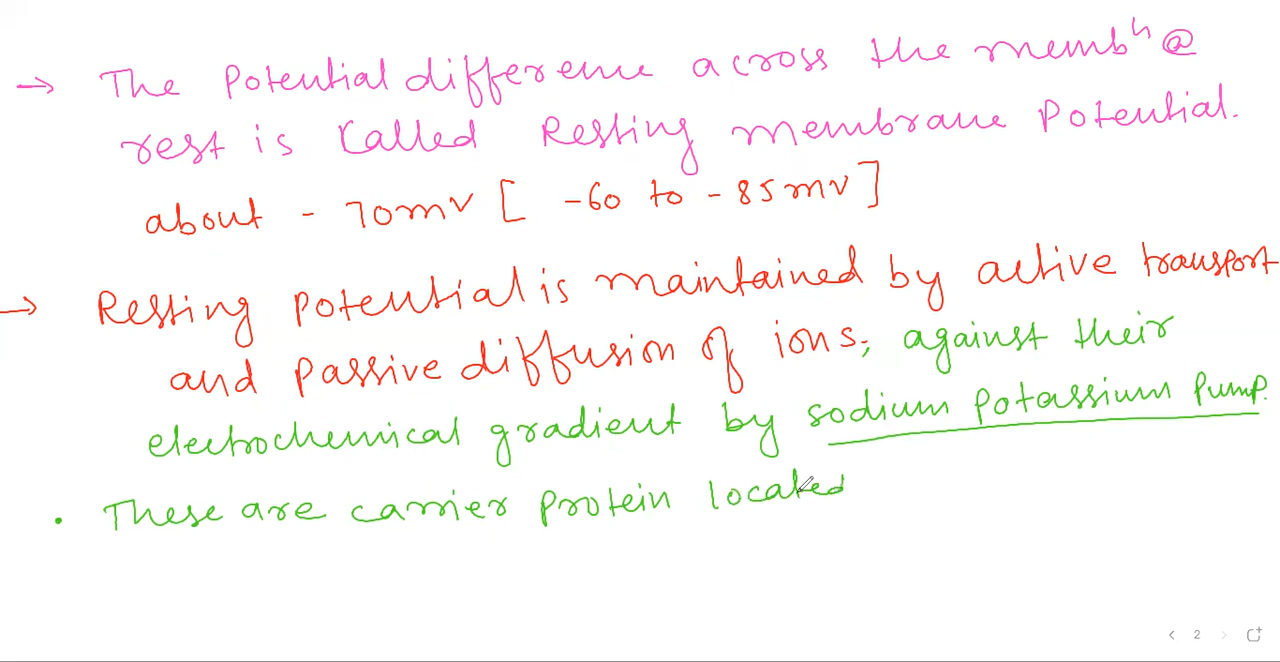 → The Potential difference across the membⁿ @
rest is called Resting membrane Potential.
about - 70mv [ -60 to - 85mv ]
→ Resting Potential is maintained by active transport
and Passive diffusion of ions, against their
electrochemical gradient by sodium Potassium Pump.
• These are carrier Protein located
2